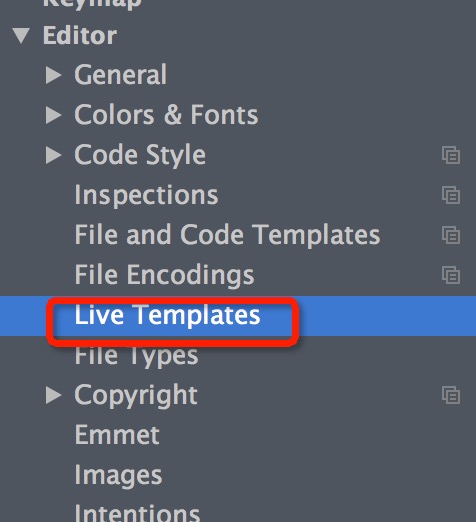 Keymap
Editor
General
Colors & Fonts
Code Style
Inspections
File and Code Templates
File Encodings
Live Templates
File Types
Copyright
Emmet
Images
Intentions